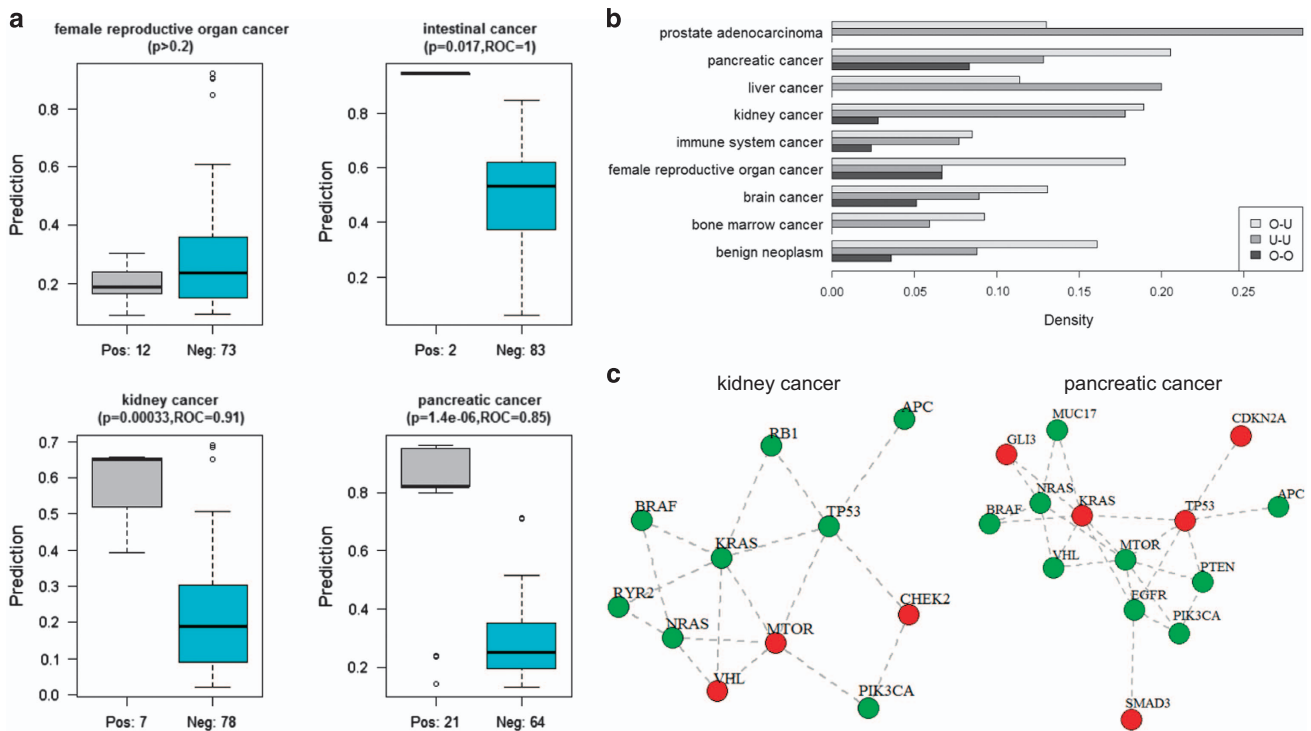 a
female reproductive organ cancer
(p>0.2)
Prediction
0.8
0.6
0.4
0.2
Pos: 12
Neg: 73
intestinal cancer
(p=0.017,ROC=1)
Prediction
0.8
0.6
0.4
0.2
Pos: 2
Neg: 83
kidney cancer
(p=0.00033,ROC=0.91)
Prediction
0.7
0.6
0.5
0.4
0.3
0.2
0.1
0.0
Pos: 7
Neg: 78
pancreatic cancer
(p=1.4e-06,ROC=0.85)
Prediction
0.8
0.6
0.4
0.2
Pos: 21
Neg: 64
b
prostate adenocarcinoma
pancreatic cancer
liver cancer
kidney cancer
immune system cancer
female reproductive organ cancer
brain cancer
bone marrow cancer
benign neoplasm
O-U
U-U
O-O
0.00 0.05 0.10 0.15 0.20 0.25
Density
c
kidney cancer
APC
RB1
BRAF
TP53
KRAS
RYR2
CHEK2
NRAS
MTOR
VHL
PIK3CA
pancreatic cancer
MUC17
CDKN2A
GLI3
NRAS
KRAS
BRAF
TP53
APC
VHL
MTOR
PTEN
EGFR
PIK3CA
SMAD3